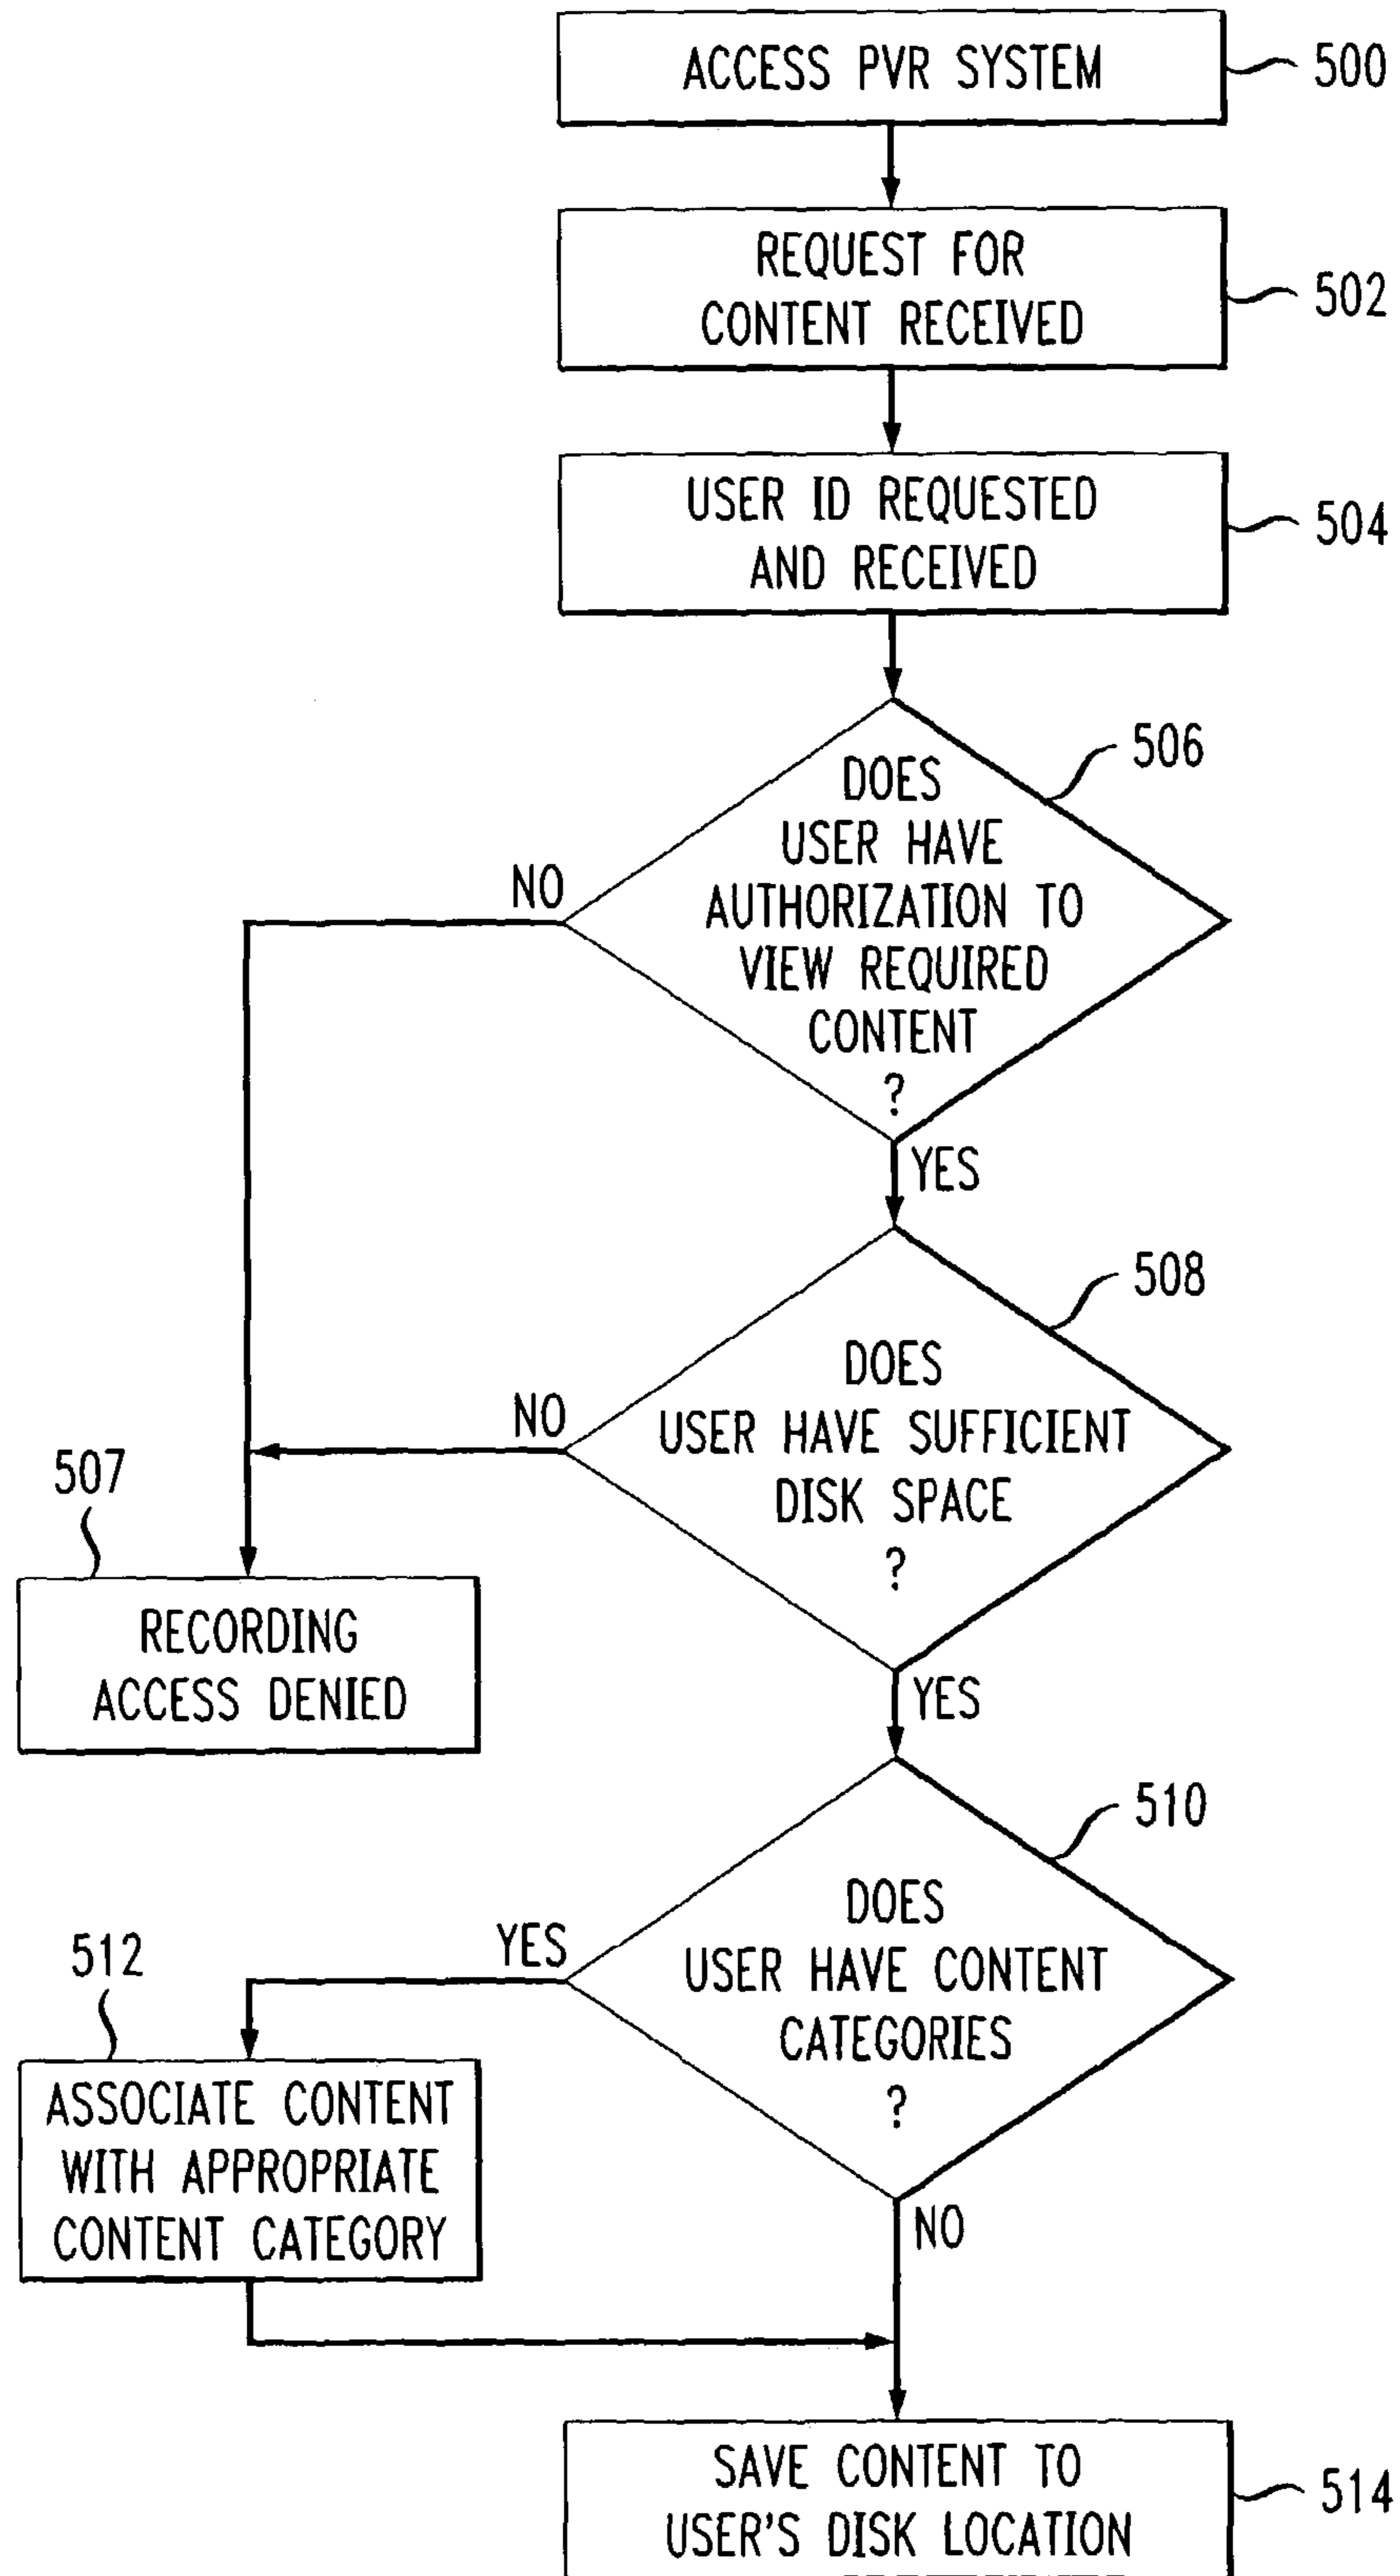 ACCESS PVR SYSTEM
500
REQUEST FOR
CONTENT RECEIVED
502
USER ID REQUESTED
AND RECEIVED
504
506
DOES
USER HAVE
AUTHORIZATION TO
VIEW REQUIRED
CONTENT
?
NO
YES
508
DOES
USER HAVE SUFFICIENT
DISK SPACE
?
NO
YES
507
RECORDING
ACCESS DENIED
510
DOES
USER HAVE CONTENT
CATEGORIES
?
YES
NO
512
ASSOCIATE CONTENT
WITH APPROPRIATE
CONTENT CATEGORY
SAVE CONTENT TO
USER'S DISK LOCATION
514